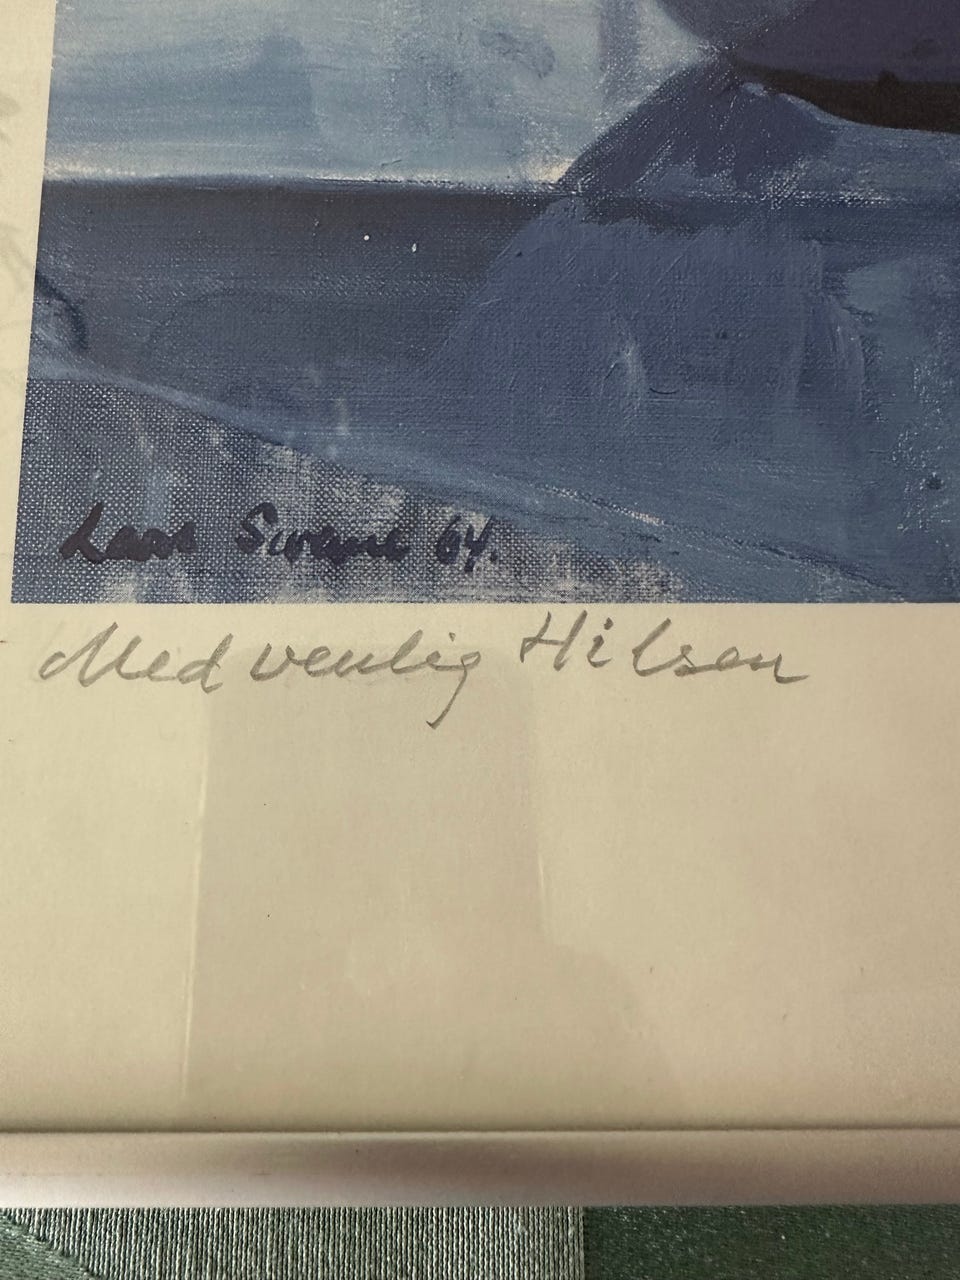 Lars Swane 64.
Med venlig Hilsen